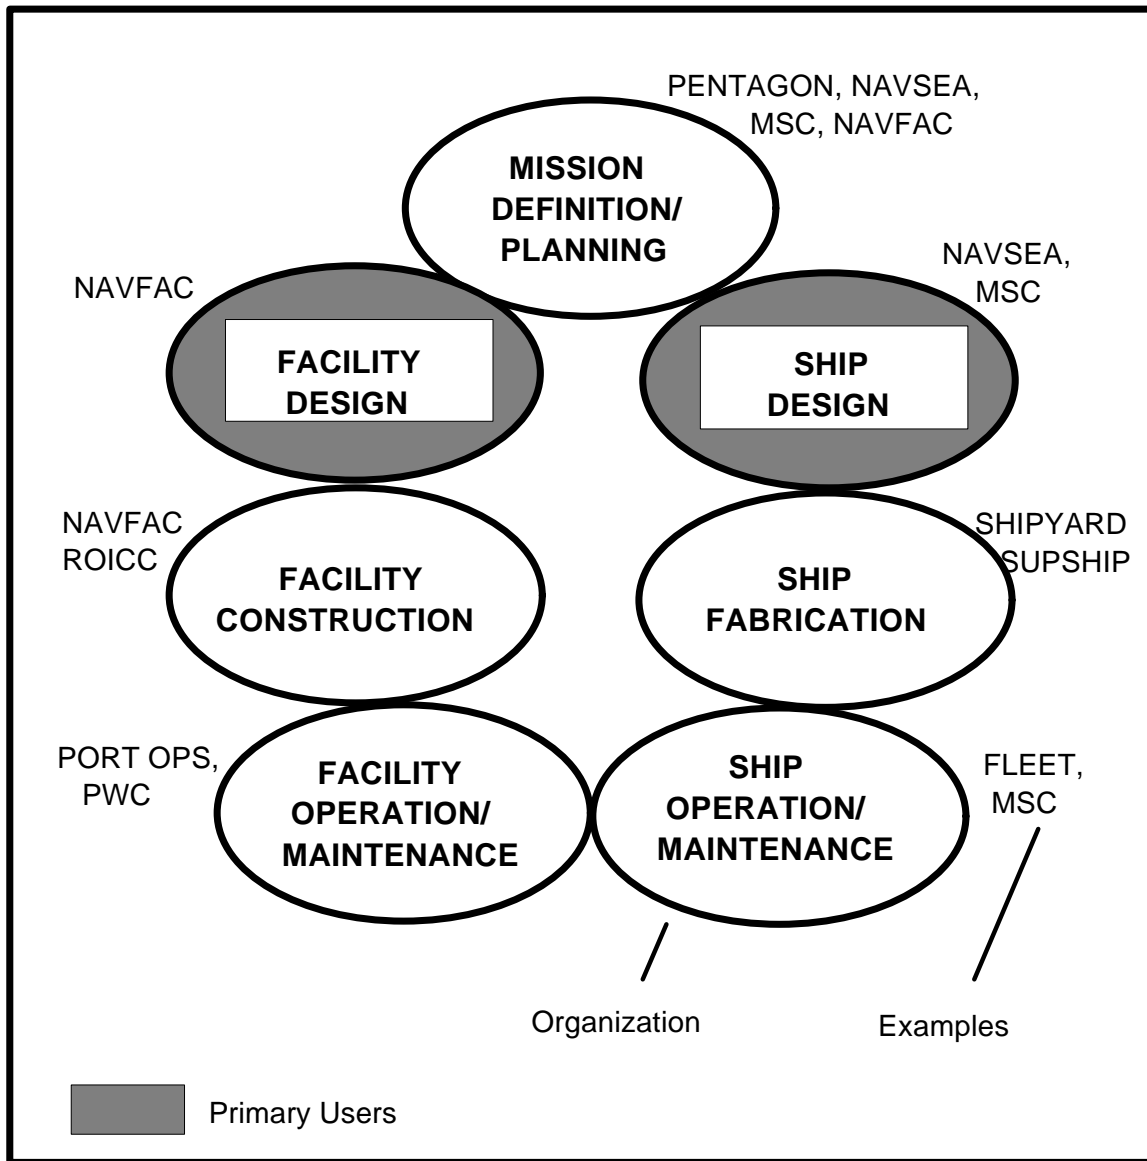 PENTAGON, NAVSEA,
MSC, NAVFAC
MISSION
DEFINITION/
PLANNING
NAVFAC
NAVSEA,
MSC
FACILITY
DESIGN
SHIP
DESIGN
NAVFAC
ROICC
SHIPYARD
SUPSHIP
FACILITY
CONSTRUCTION
SHIP
FABRICATION
PORT OPS,
PWC
FACILITY
OPERATION/
MAINTENANCE
SHIP
OPERATION/
MAINTENANCE
FLEET,
MSC
Organization
Examples
Primary Users